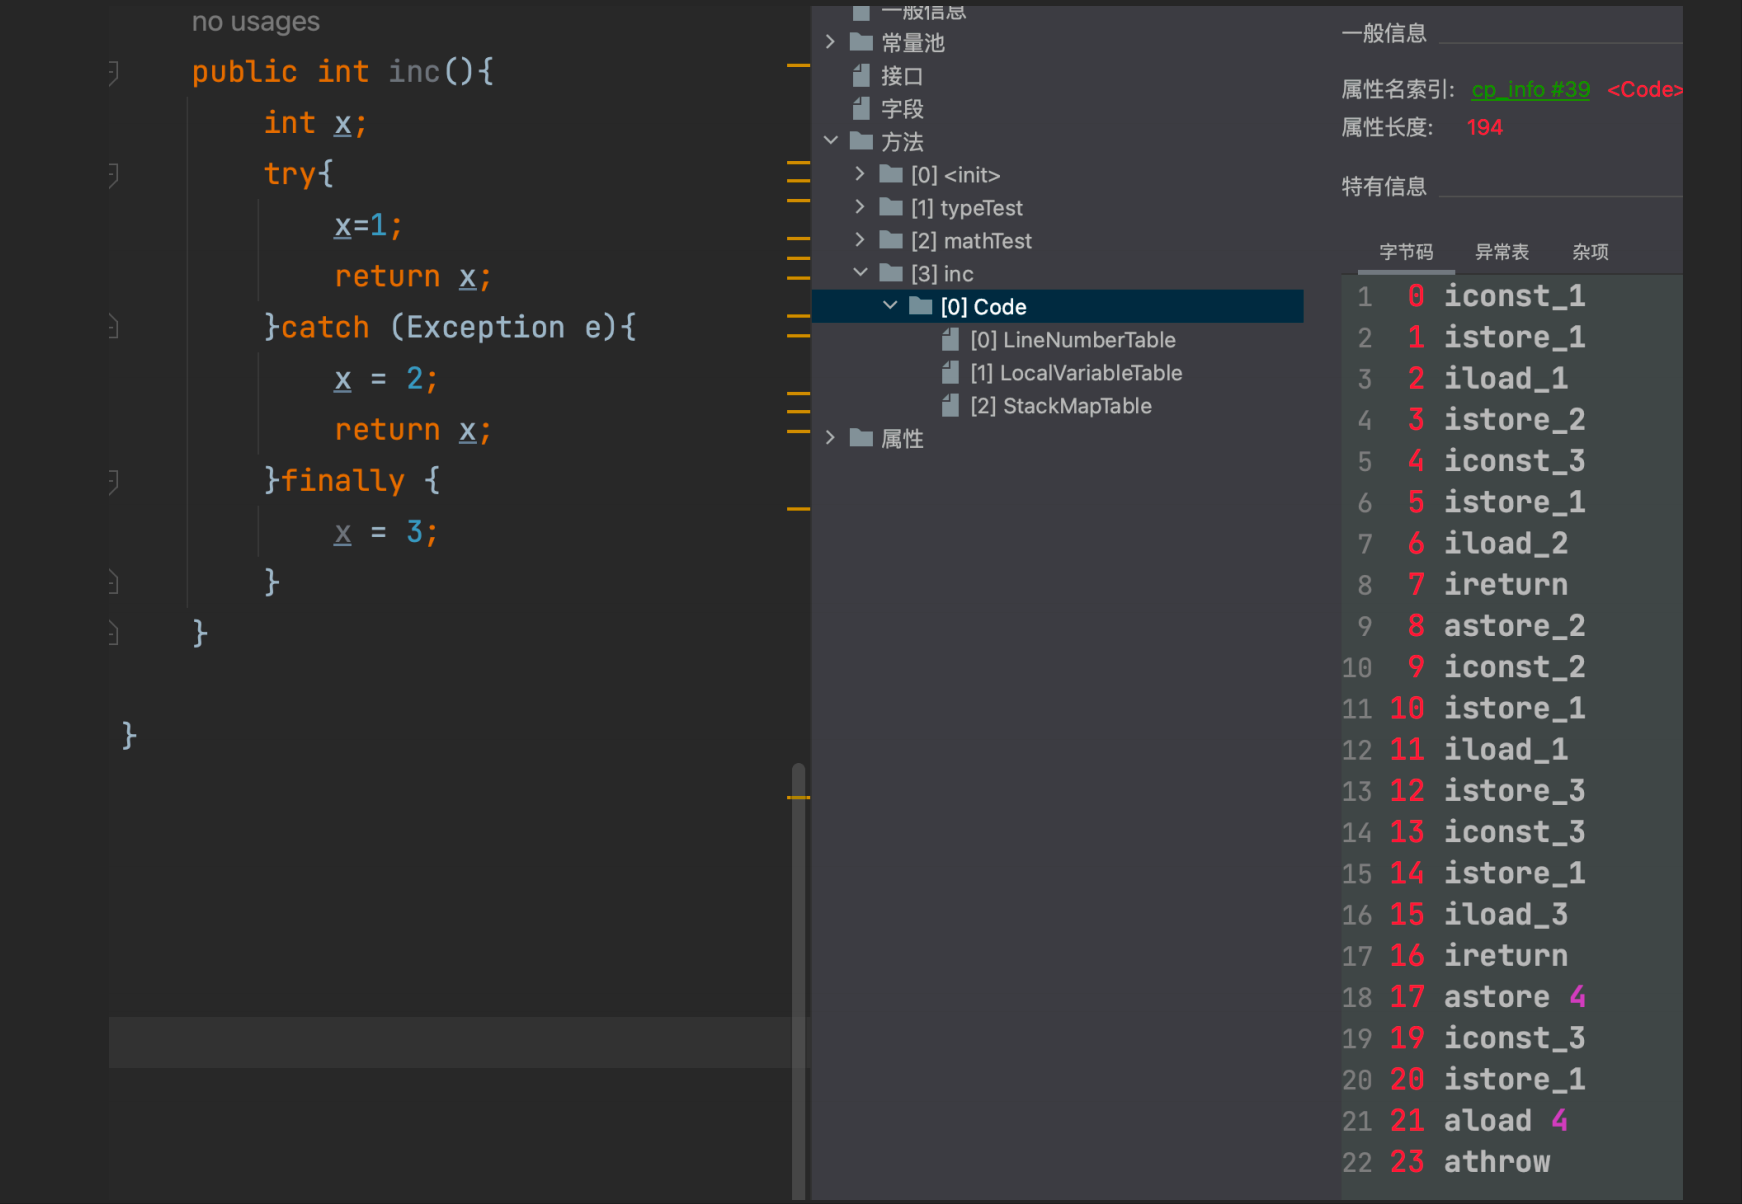 no usages
public int inc(){
int x;
try{
x=1;
return x;
}catch (Exception e){
x = 2;
return x;
}finally {
x = 3;
}
}
}
一般信息
常量池
接口
字段
方法
[0] <init>
[1] typeTest
[2] mathTest
[3] inc
[0] Code
[0] LineNumberTable
[1] LocalVariableTable
[2] StackMapTable
属性
一般信息
属性名索引: cp_info #39 <Code>
属性长度: 194
特有信息
字节码 异常表 杂项
1 0 iconst_1
2 1 istore_1
3 2 iload_1
4 3 istore_2
5 4 iconst_3
6 5 istore_1
7 6 iload_2
8 7 ireturn
9 8 astore_2
10 9 iconst_2
11 10 istore_1
12 11 iload_1
13 12 istore_3
14 13 iconst_3
15 14 istore_1
16 15 iload_3
17 16 ireturn
18 17 astore 4
19 19 iconst_3
20 20 istore_1
21 21 aload 4
22 23 athrow